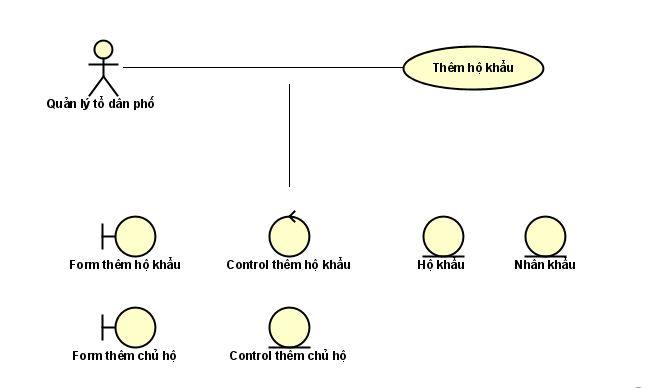 Thêm hộ khẩu
Quản lý tổ dân phố
Form thêm hộ khẩu
Control thêm hộ khẩu
Hộ khẩu
Nhân khẩu
Form thêm chủ hộ
Control thêm chủ hộ